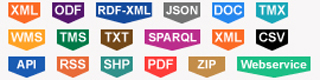 XML ODF RDF-XML JSON DOC TMX
WMS TMS TXT SPARQL XML CSV
API RSS SHP PDF ZIP Webservice